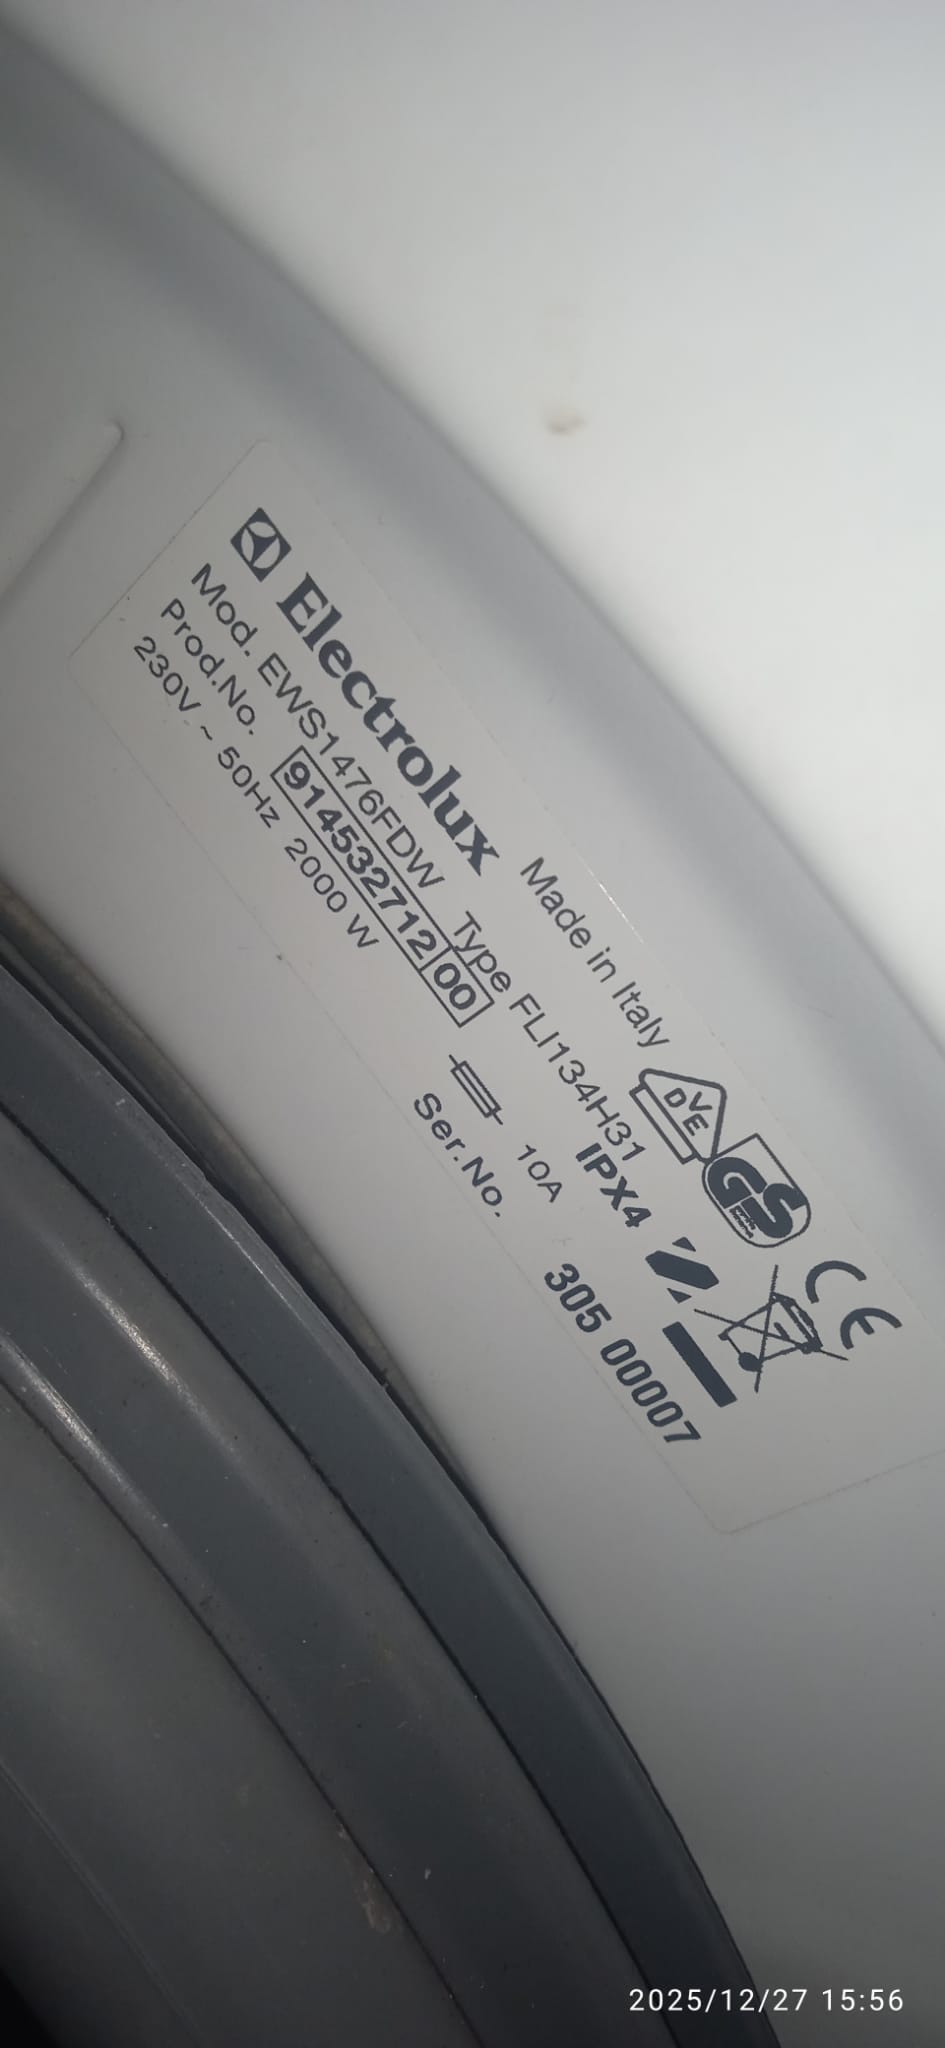 Electrolux Made in Italy
Mod. EWS1476FDW Type FLI134H31
Prod.No. 914532712 00 10A IPX4
230V ~ 50Hz 2000 W Ser.No. 305 00007
VDE
GS
CE
2025/12/27 15:56